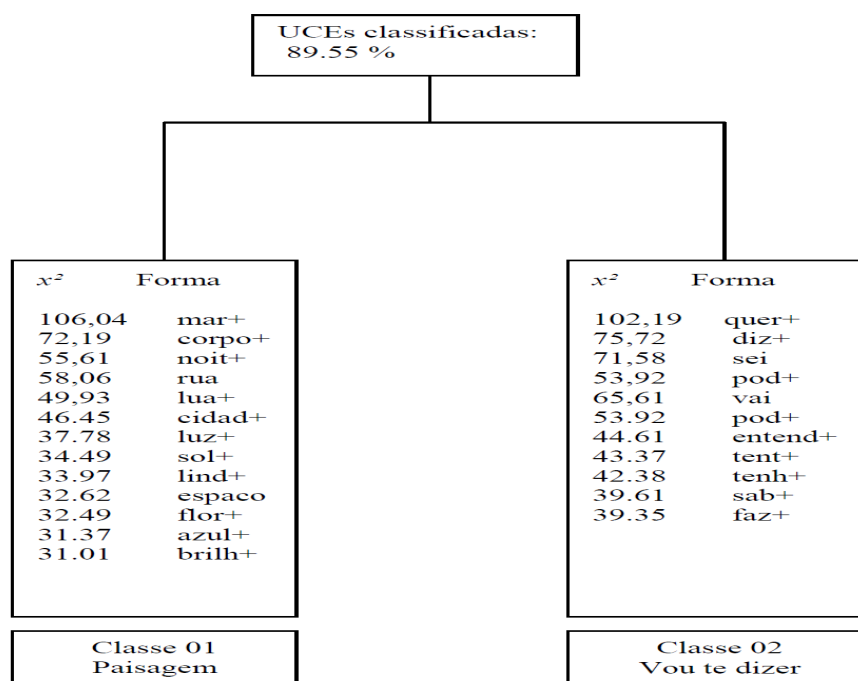 UCEs classificadas:
89.55 %
x² Forma
106,04 mar+
72,19 corpo+
55,61 noit+
58,06 rua
49,93 lua+
46.45 cidad+
37.78 luz+
34.49 sol+
33.97 lind+
32.62 espaco
32.49 flor+
31.37 azul+
31.01 brilh+
Classe 01
Paisagem
x² Forma
102,19 quer+
75,72 diz+
71,58 sei
53,92 pod+
65,61 vai
53.92 pod+
44.61 entend+
43.37 tent+
42.38 tenh+
39.61 sab+
39.35 faz+
Classe 02
Vou te dizer